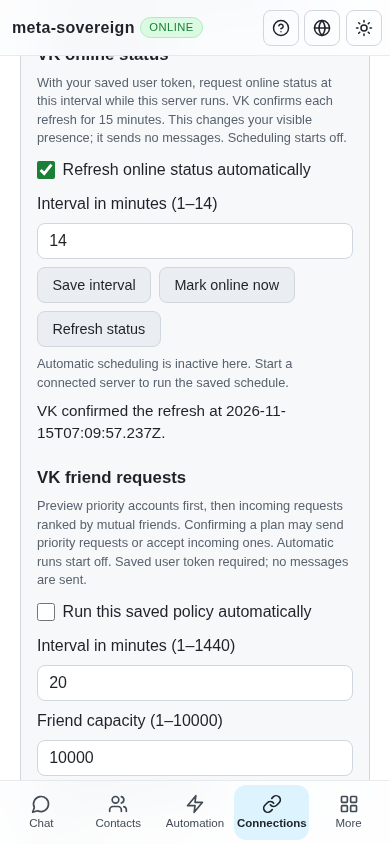 meta-sovereign ONLINE
VK online status
With your saved user token, request online status at
this interval while this server runs. VK confirms each
refresh for 15 minutes. This changes your visible
presence; it sends no messages. Scheduling starts off.
Refresh online status automatically
Interval in minutes (1–14)
14
Save interval Mark online now
Refresh status
Automatic scheduling is inactive here. Start a
connected server to run the saved schedule.
VK confirmed the refresh at 2026-11-
15T07:09:57.237Z.
VK friend requests
Preview priority accounts first, then incoming requests
ranked by mutual friends. Confirming a plan may send
priority requests or accept incoming ones. Automatic
runs start off. Saved user token required; no messages
are sent.
Run this saved policy automatically
Interval in minutes (1–1440)
20
Friend capacity (1–10000)
10000
Chat Contacts Automation Connections More